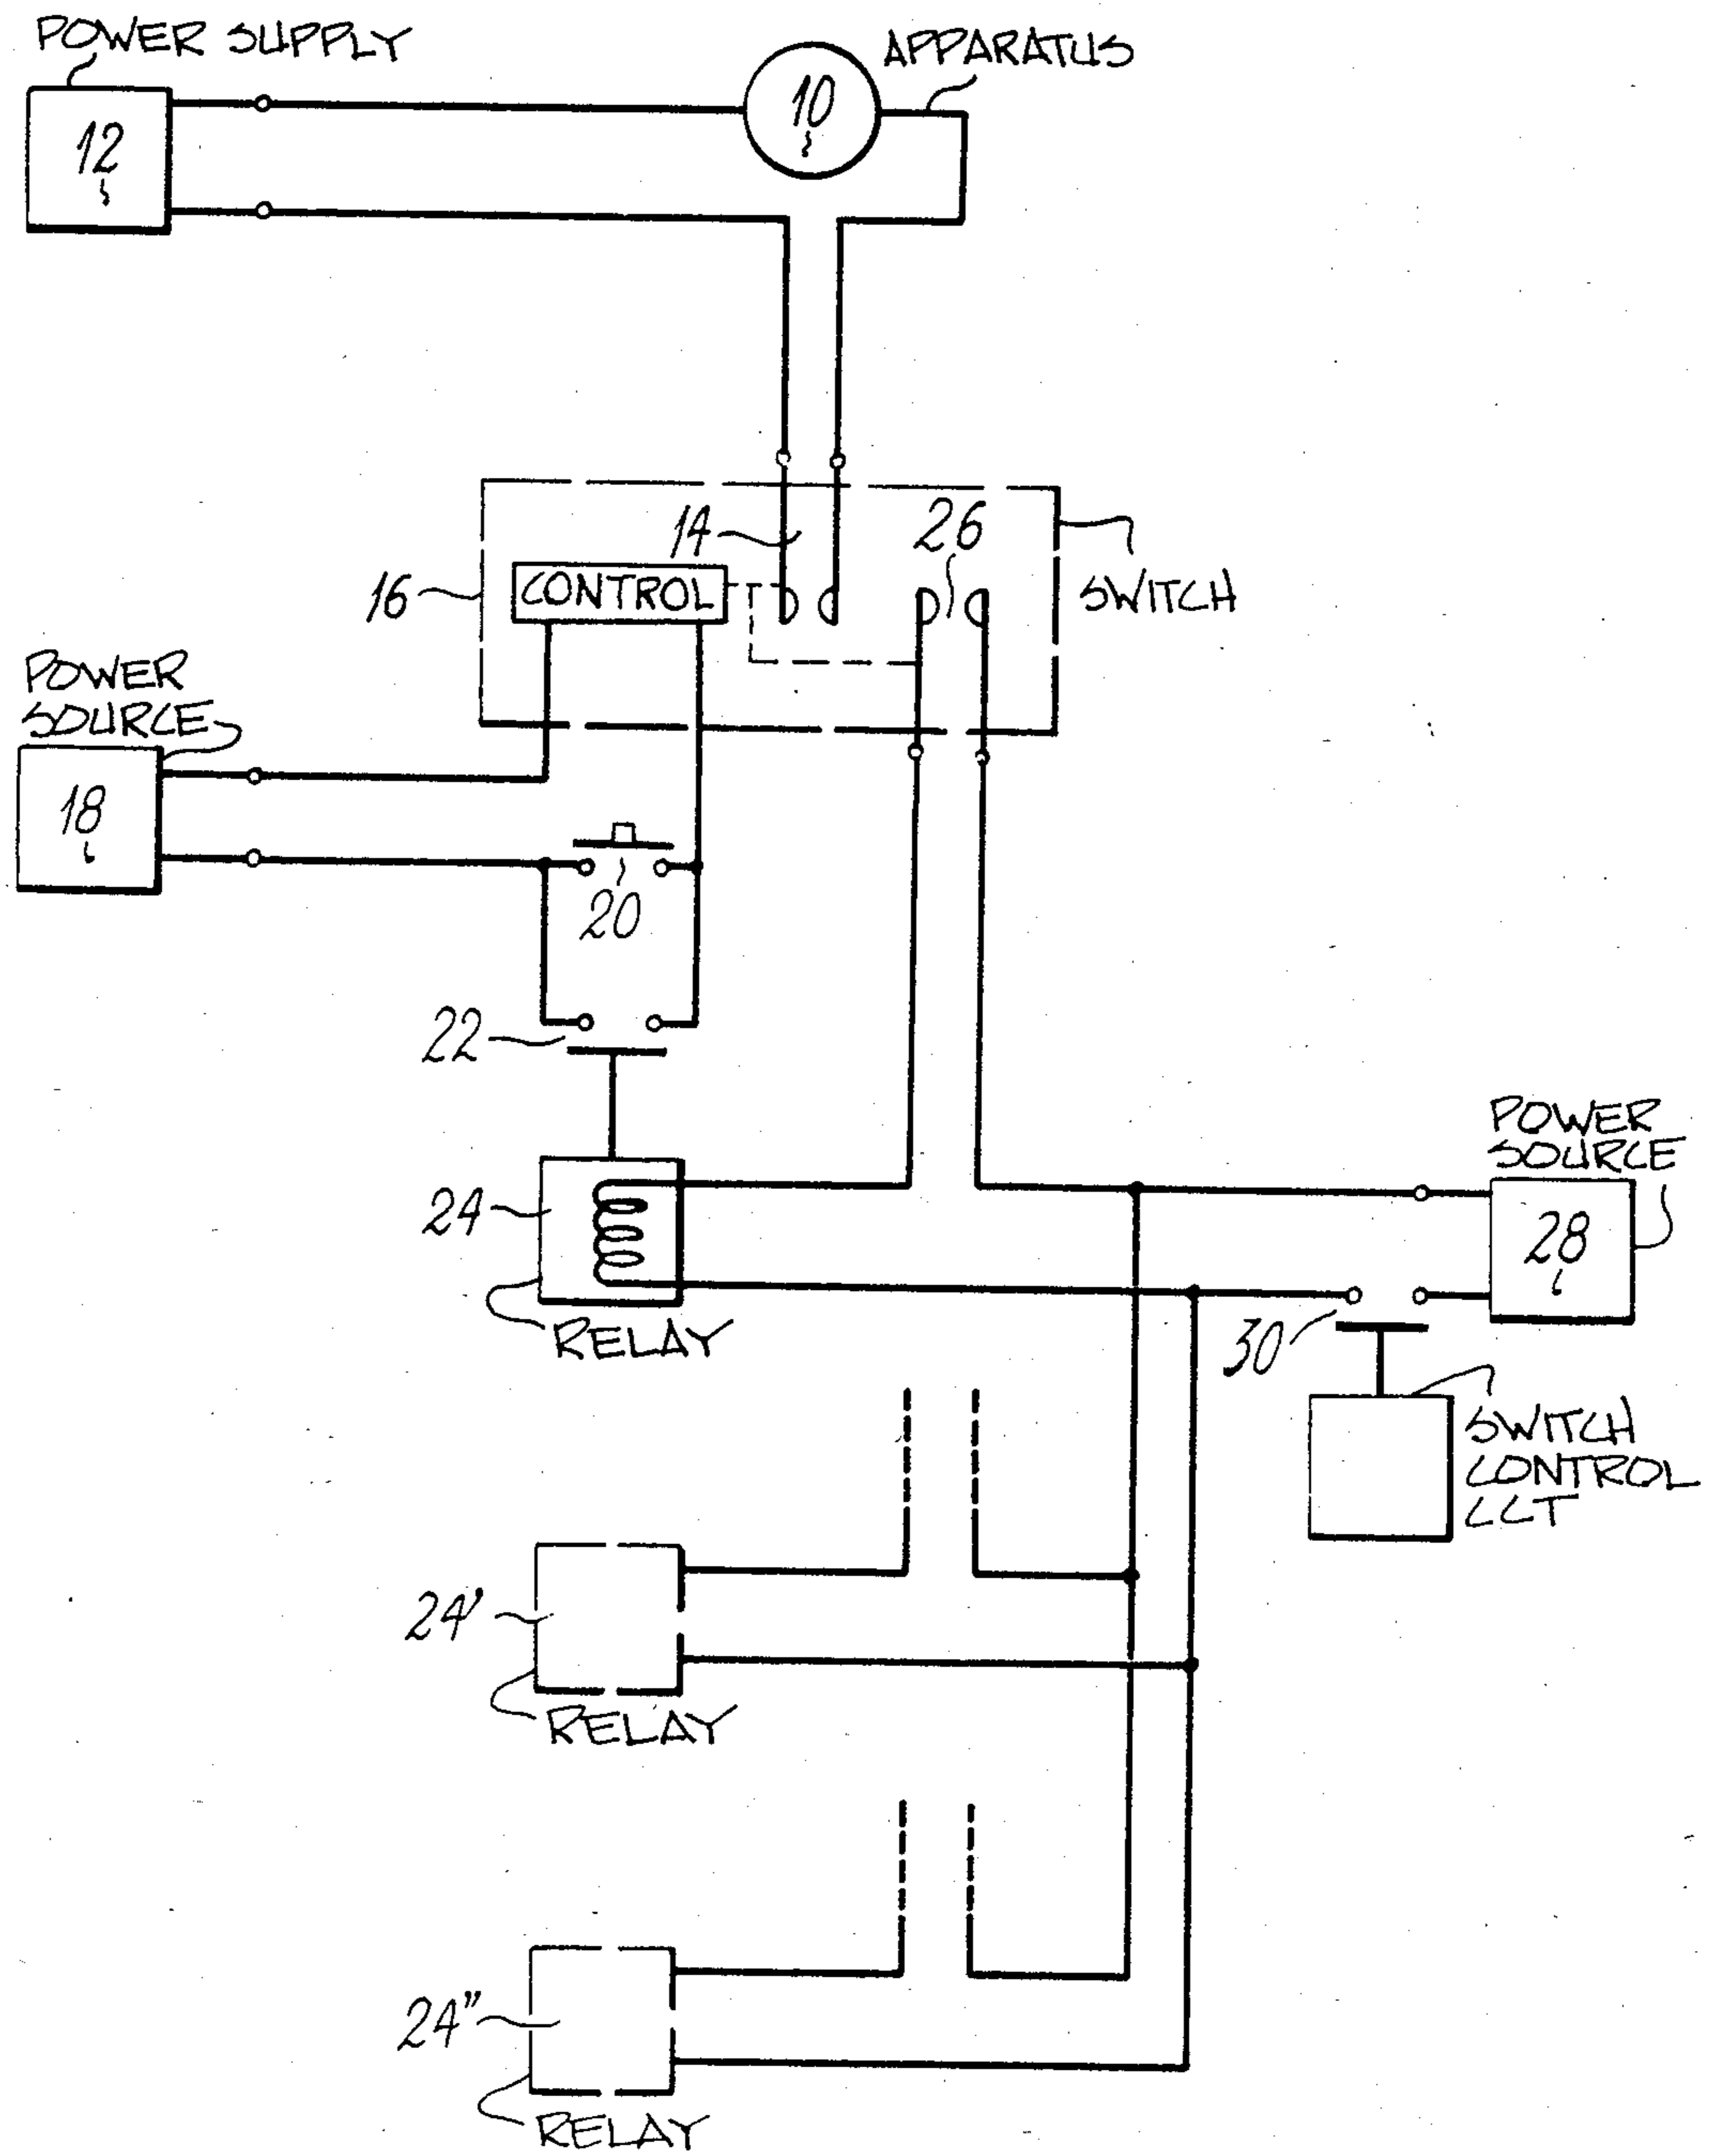 POWER SUPPLY
APPARATUS
10
12
14
26
CONTROL
16
SWITCH
POWER
SOURCE
18
20
22
POWER
SOURCE
24
28
RELAY
30
SWITCH
CONTROL
CCT
24'
RELAY
24"
RELAY